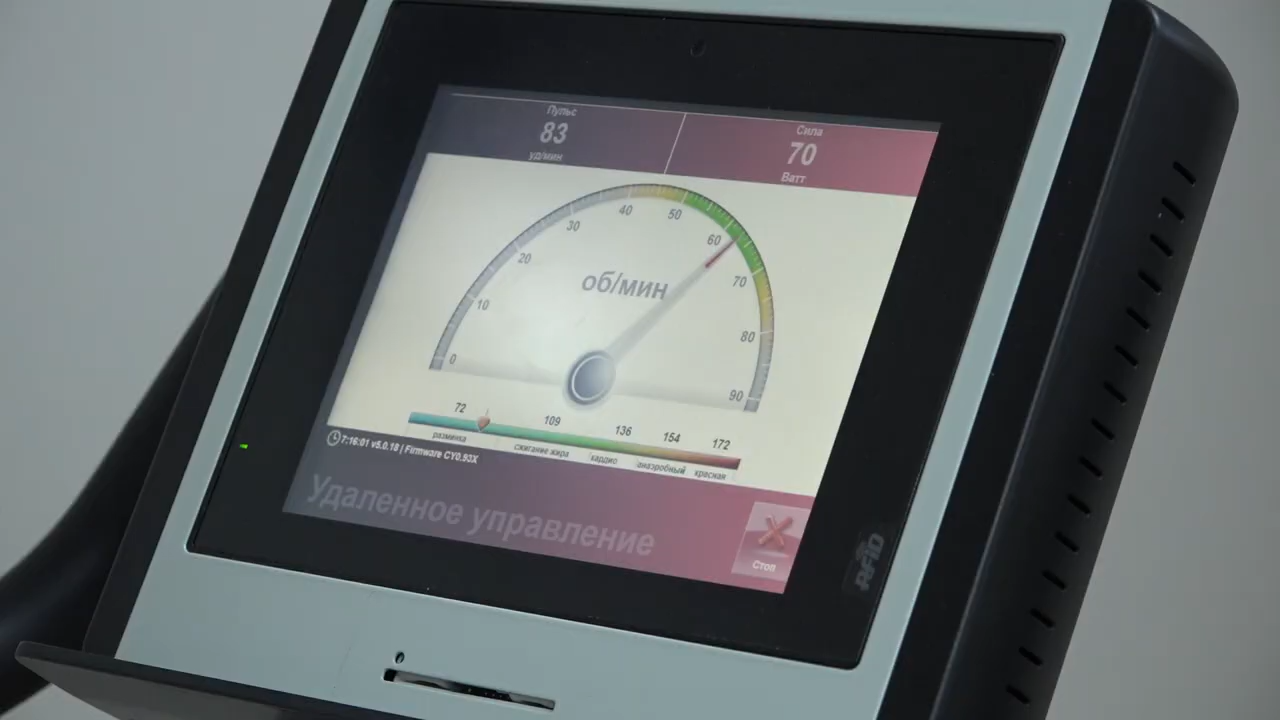 Пульс
83
уд/мин
Сила
70
Ватт
0
10
20
30
40
50
60
70
80
90
об/мин
72
109
136
154
172
разминка
сжигание жира
кардио
анаэробный
красная
7:16:01 v5.0.18 | Firmware CY0.93X
Удаленное управление
Стоп
RFiD